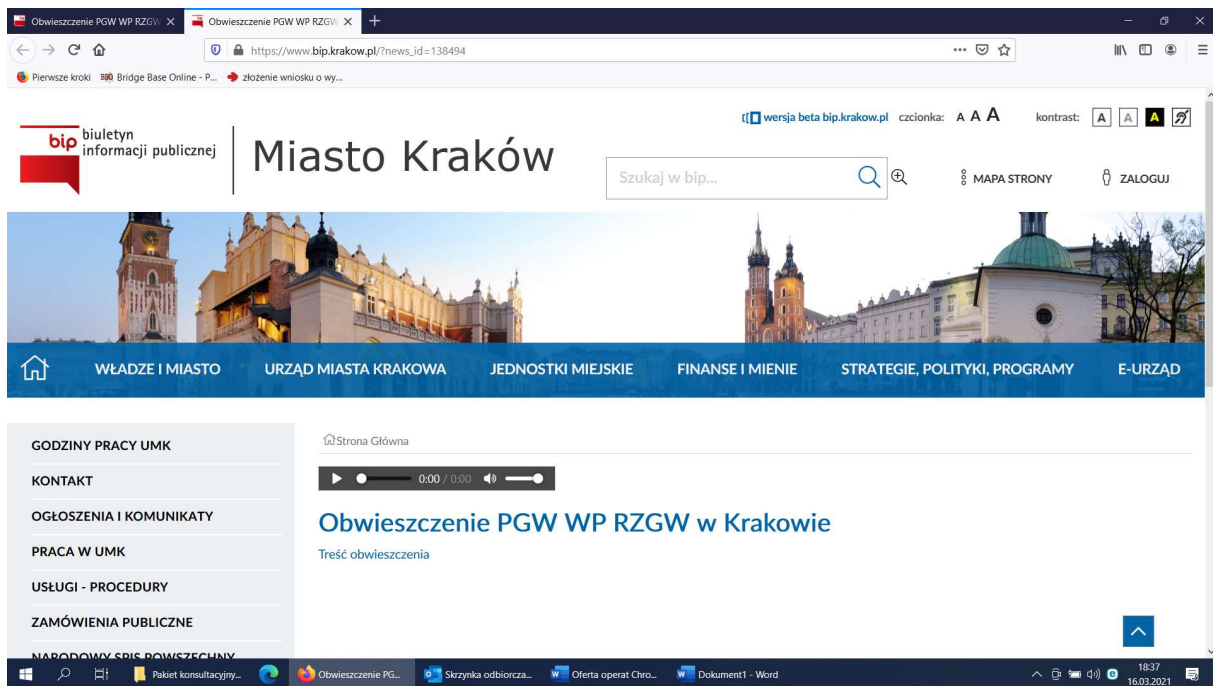 Obwieszczenie PGW WP RZGW
Obwieszczenie PGW WP RZGW
https://www.bip.krakow.pl/?news_id=138494
Pierwsze kroki
Bridge Base Online - P...
złożenie wniosku o wy...
bip biuletyn
informacji publicznej
Miasto Kraków
wersja beta bip.krakow.pl czcionka: A A A kontrast: A A A
Szukaj w bip...
MAPA STRONY
ZALOGUJ
WŁADZE I MIASTO URZĄD MIASTA KRAKOWA JEDNOSTKI MIEJSKIE FINANSE I MIENIE STRATEGIE, POLITYKI, PROGRAMY E-URZĄD
GODZINY PRACY UMK
KONTAKT
OGŁOSZENIA I KOMUNIKATY
PRACA W UMK
USŁUGI - PROCEDURY
ZAMÓWIENIA PUBLICZNE
NARODOWY SPIS POWSZECHNY
Strona Główna
0:00 / 0:00
Obwieszczenie PGW WP RZGW w Krakowie
Treść obwieszczenia
Pakiet konsultacyjny...
Obwieszczenie PG...
Skrzynka odbiorcza...
Oferta operat Chro...
Dokument1 - Word
18:37
16.03.2021